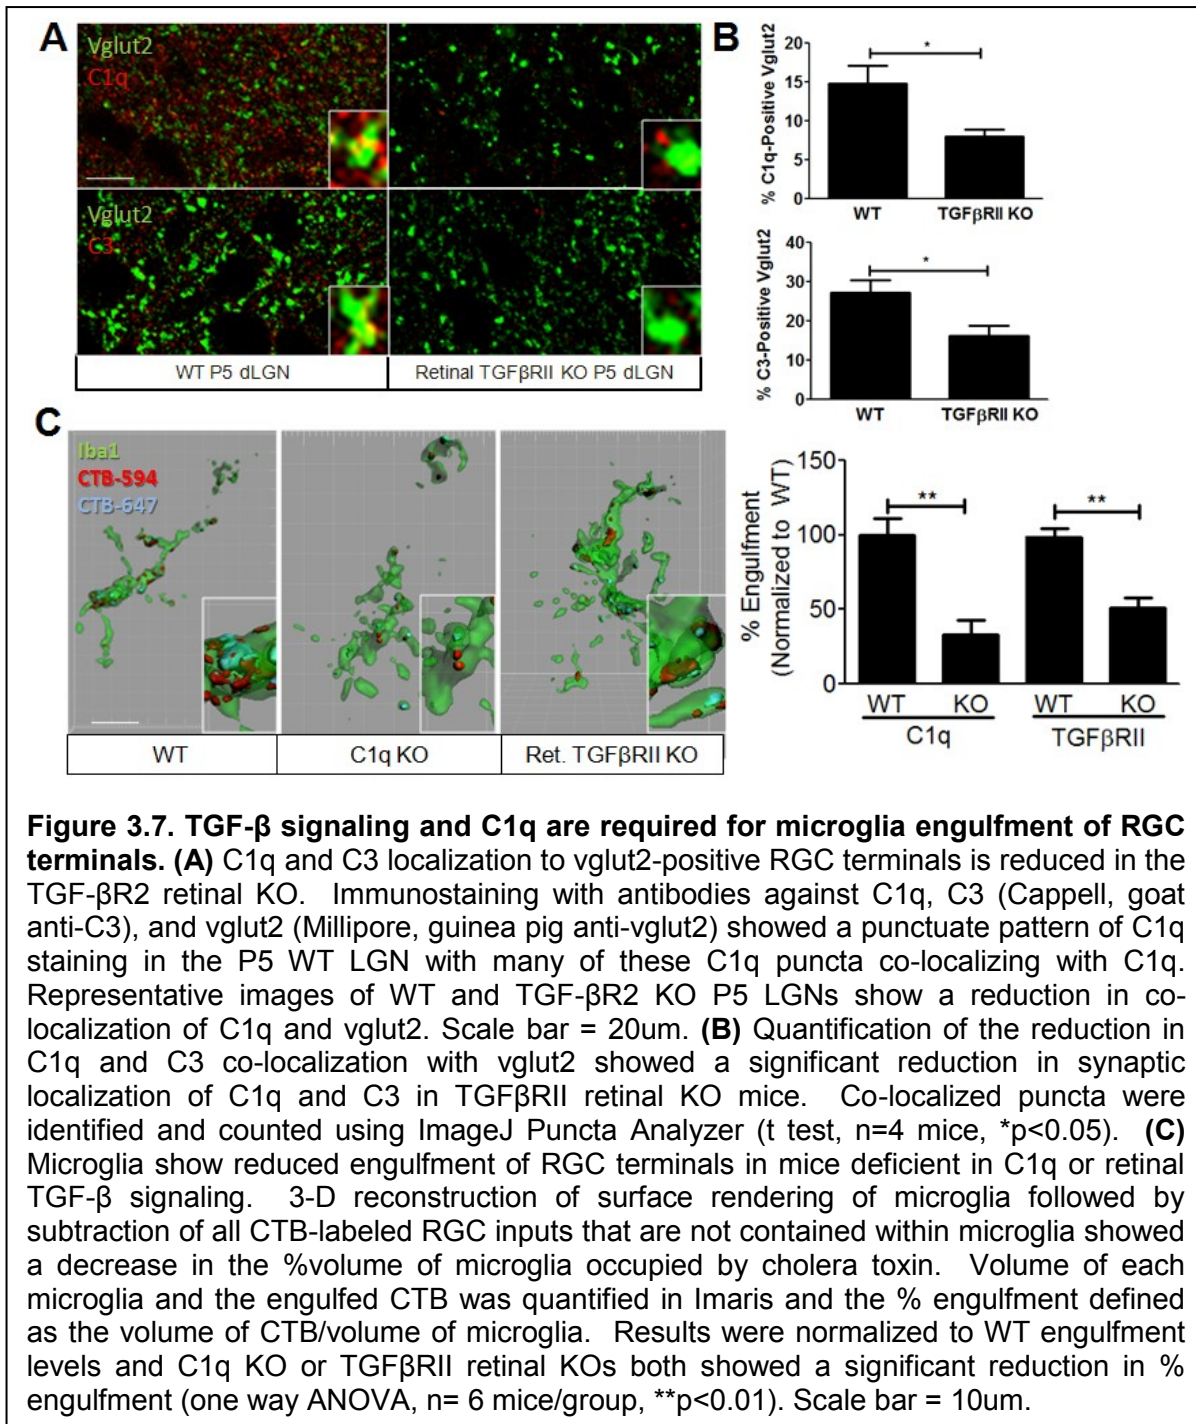 A
Vglut2
C1q
Vglut2
C3
WT P5 dLGN
Retinal TGFβRII KO P5 dLGN
B
% C1q-Positive Vglut2
20
15
10
5
0
*
WT
TGFβRII KO
% C3-Positive Vglut2
40
30
20
10
0
*
WT
TGFβRII KO
C
Iba1
CTB-594
CTB-647
WT
C1q KO
Ret. TGFβRII KO
% Engulfment
(Normalized to WT)
150
100
50
0
**
**
WT
KO
WT
KO
C1q
TGFβRII
Figure 3.7. TGF-β signaling and C1q are required for microglia engulfment of RGC
terminals. (A) C1q and C3 localization to vglut2-positive RGC terminals is reduced in the
TGF-βR2 retinal KO. Immunostaining with antibodies against C1q, C3 (Cappell, goat
anti-C3), and vglut2 (Millipore, guinea pig anti-vglut2) showed a punctuate pattern of C1q
staining in the P5 WT LGN with many of these C1q puncta co-localizing with C1q.
Representative images of WT and TGF-βR2 KO P5 LGNs show a reduction in co-
localization of C1q and vglut2. Scale bar = 20um. (B) Quantification of the reduction in
C1q and C3 co-localization with vglut2 showed a significant reduction in synaptic
localization of C1q and C3 in TGFβRII retinal KO mice. Co-localized puncta were
identified and counted using ImageJ Puncta Analyzer (t test, n=4 mice, *p<0.05). (C)
Microglia show reduced engulfment of RGC terminals in mice deficient in C1q or retinal
TGF-β signaling. 3-D reconstruction of surface rendering of microglia followed by
subtraction of all CTB-labeled RGC inputs that are not contained within microglia showed
a decrease in the %volume of microglia occupied by cholera toxin. Volume of each
microglia and the engulfed CTB was quantified in Imaris and the % engulfment defined
as the volume of CTB/volume of microglia. Results were normalized to WT engulfment
levels and C1q KO or TGFβRII retinal KOs both showed a significant reduction in %
engulfment (one way ANOVA, n= 6 mice/group, **p<0.01). Scale bar = 10um.